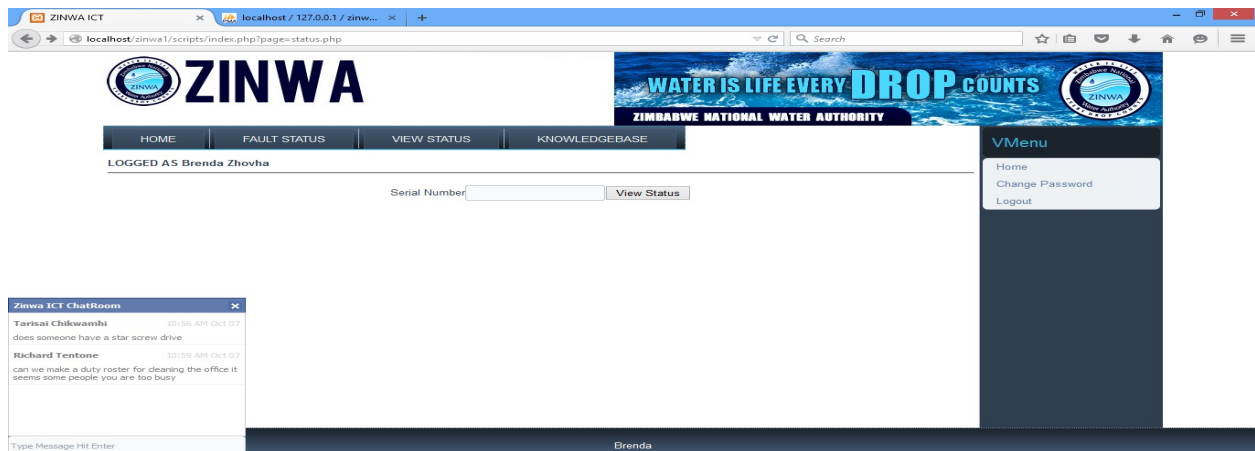 ZINWA ICT
localhost / 127.0.0.1 / zinw...
localhost/zinwa1/scripts/index.php?page=status.php
Search
ZINWA
ZINWA
WATER IS LIFE EVERY DROP COUNTS
ZIMBABWE NATIONAL WATER AUTHORITY
ZINWA
HOME FAULT STATUS VIEW STATUS KNOWLEDGEBASE
VMenu
LOGGED AS Brenda Zhovha
Home
Change Password
Logout
Serial Number View Status
Zinwa ICT ChatRoom
Tarisai Chikwamhi 10:56 AM Oct 07
does someone have a star screw drive
Richard Tentone 10:59 AM Oct 07
can we make a duty roster for cleaning the office it
seems some people you are too busy
Type Message Hit Enter
Brenda